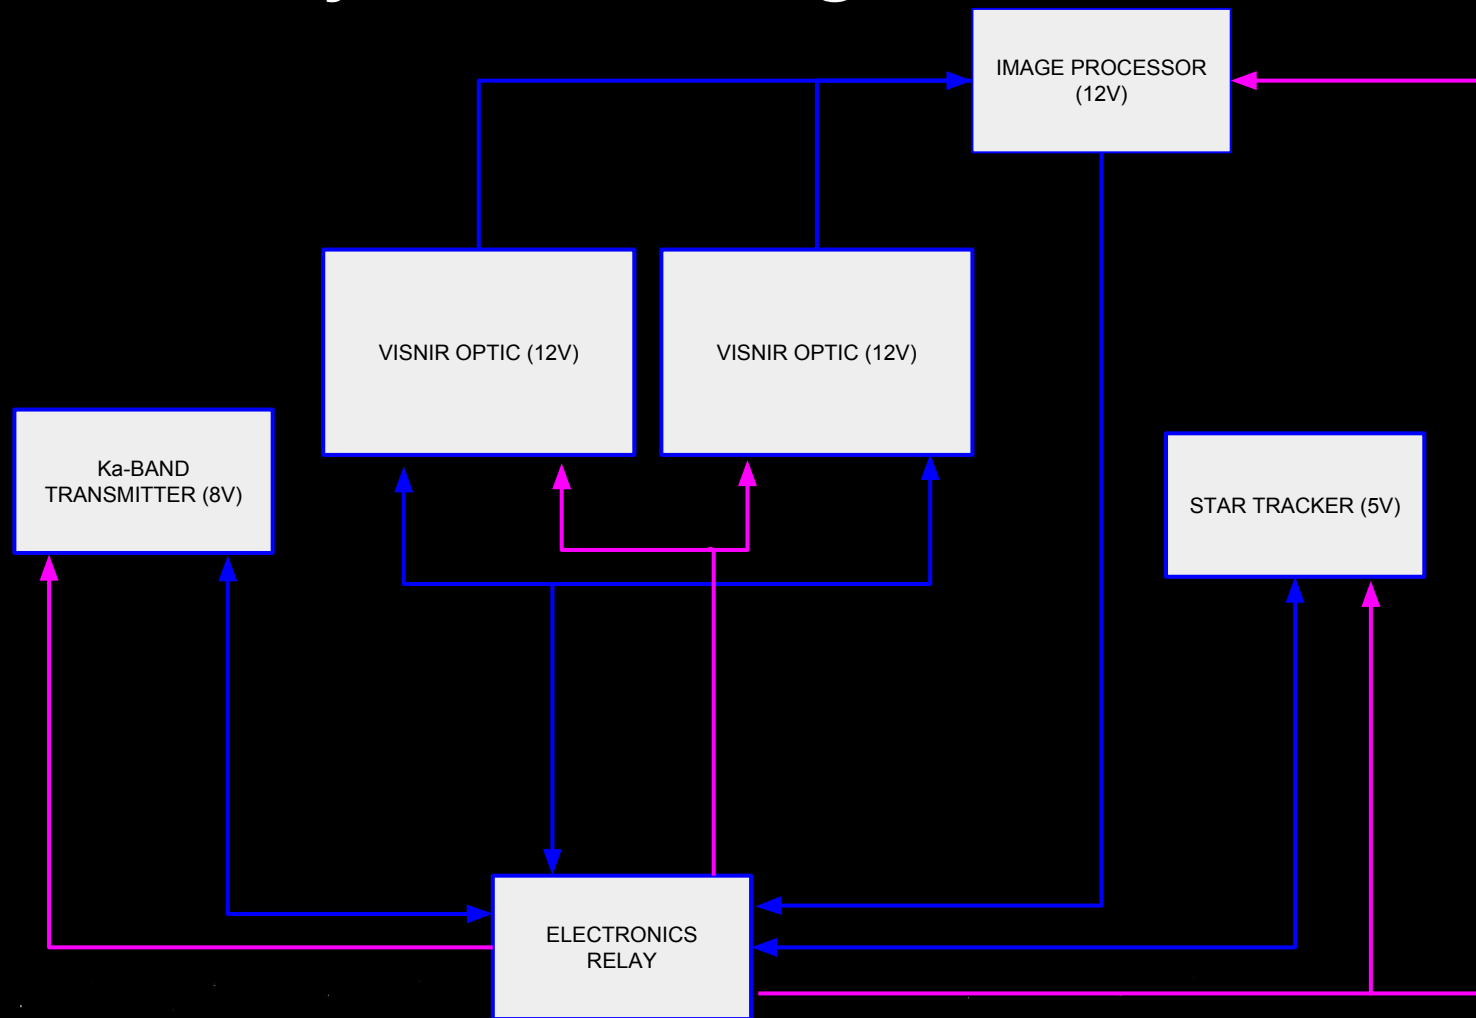 IMAGE PROCESSOR
(12V)
VISNIR OPTIC (12V)
VISNIR OPTIC (12V)
Ka-BAND
TRANSMITTER (8V)
STAR TRACKER (5V)
ELECTRONICS
RELAY